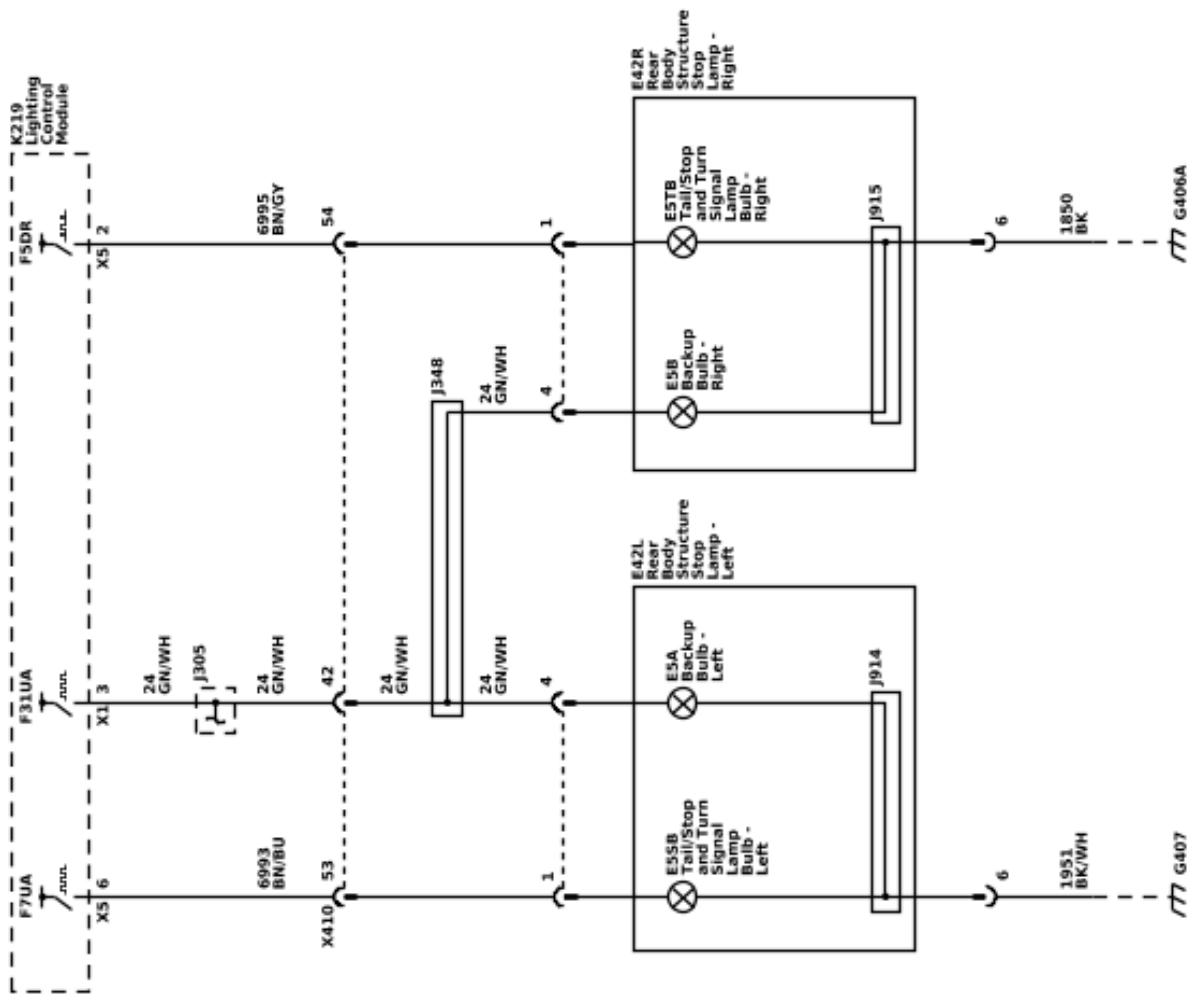 K219
Lighting
Control
Module
F7UA
F31UA
F5DR
X5 6
X1 3
X5 2
24
GN/WH
J305
6993
BN/BU
24
GN/WH
6995
BN/GY
X410
53
42
54
24
GN/WH
J348
24
GN/WH
24
GN/WH
1
4
4
1
E42L
Rear
Body
Structure
Stop
Lamp -
Left
E42R
Rear
Body
Structure
Stop
Lamp -
Right
E5SB
Tail/Stop
and Turn
Signal
Lamp
Bulb -
Left
E5A
Backup
Bulb -
Left
E5B
Backup
Bulb -
Right
E5TB
Tail/Stop
and Turn
Signal
Lamp
Bulb -
Right
J914
J915
6
6
1951
BK/WH
1850
BK
G407
G406A